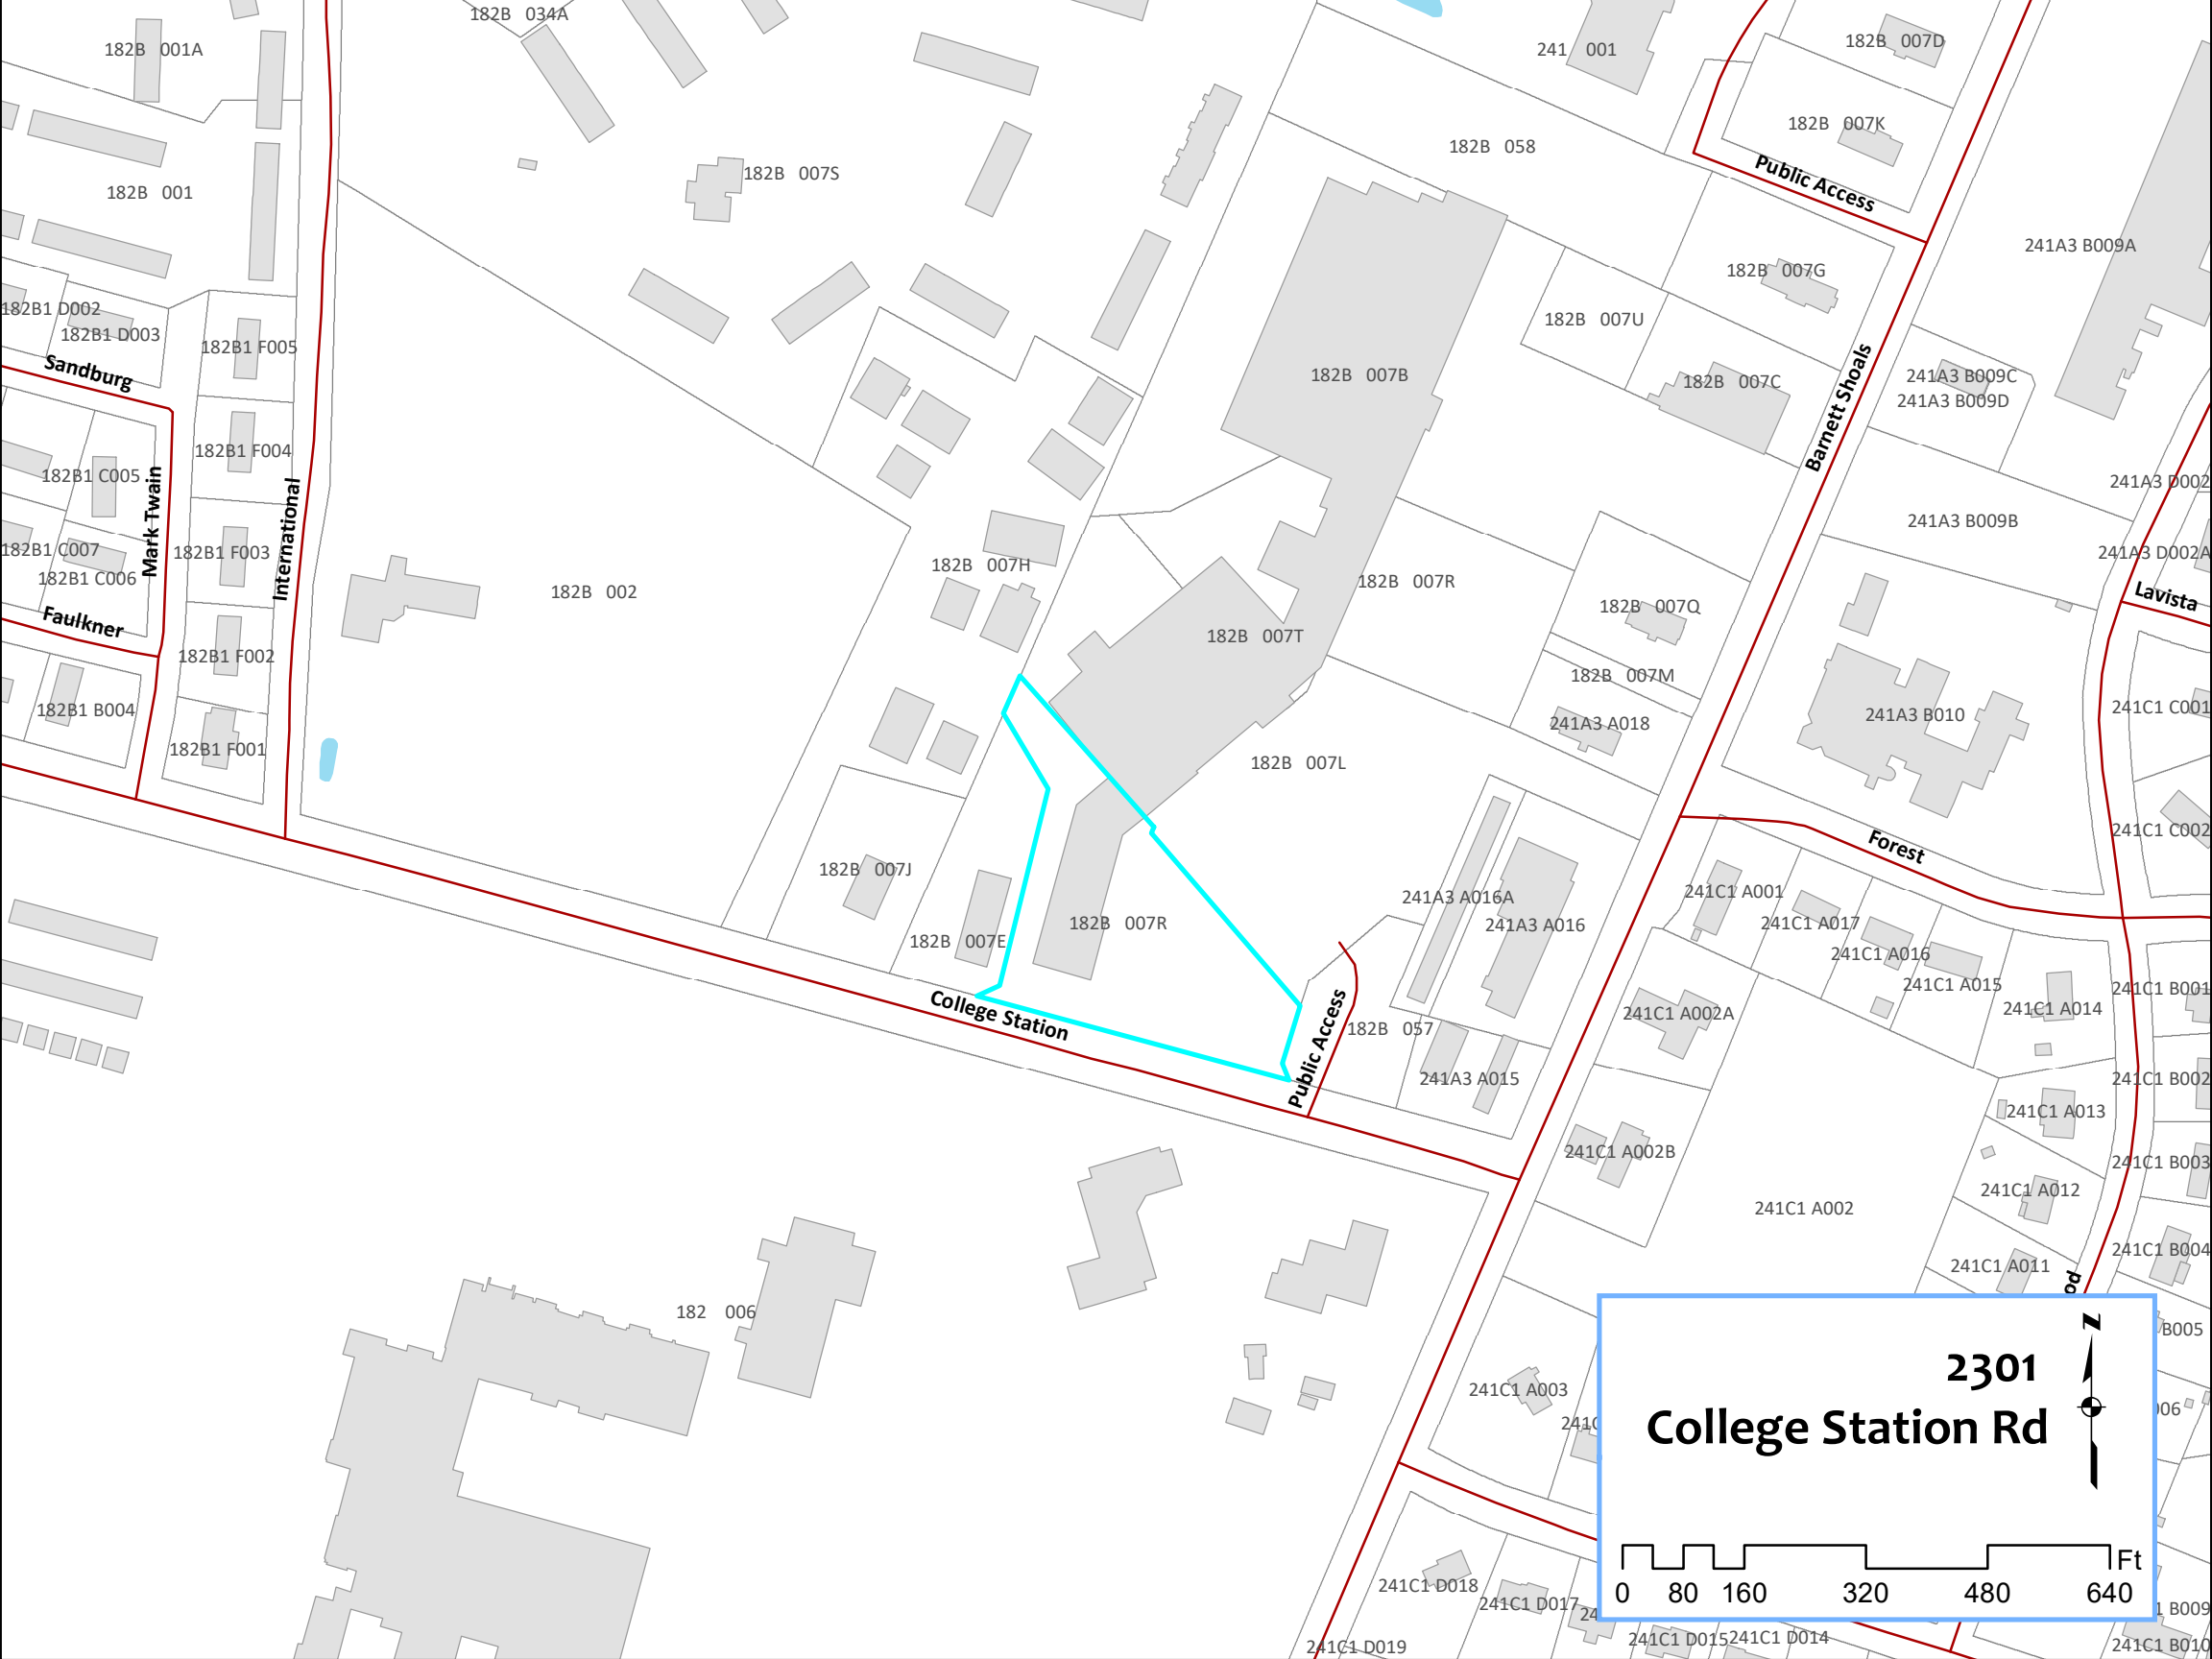 182B 034A
182B 001A
241 001
182B 007D
182B 007K
182B 058
Public Access
182B 007S
182B 001
241A3 B009A
182B 007G
182B1 D002
182B1 D003
182B 007U
182B1 F005
Sandburg
182B 007B
182B 007C
241A3 B009C
241A3 B009D
Barnett Shoals
182B1 F004
182B1 C005
Mark Twain
International
241A3 D002
241A3 B009B
182B1 C007
182B1 F003
241A3 D002A
182B 007H
182B1 C006
182B 002
182B 007R
Lavista
182B 007Q
Faulkner
182B 007T
182B1 F002
182B 007M
182B1 B004
241C1 C001
241A3 B010
241A3 A018
182B1 F001
182B 007L
241C1 C002
Forest
182B 007J
241C1 A001
241A3 A016A
182B 007R
241C1 A017
241A3 A016
182B 007E
241C1 A016
241C1 A015
241C1 B001
College Station
241C1 A014
241C1 A002A
182B 057
Public Access
241A3 A015
241C1 B002
241C1 A013
241C1 A002B
241C1 B003
241C1 A012
241C1 A002
241C1 B004
241C1 A011
182 006
od
B005
2301
College Station Rd
N
241C1 A003
Ft
0 80 160 320 480 640
241C1 D018
241C1 D017
241C1 D015
241C1 D014
241C1 D019
1 B009
241C1 B010